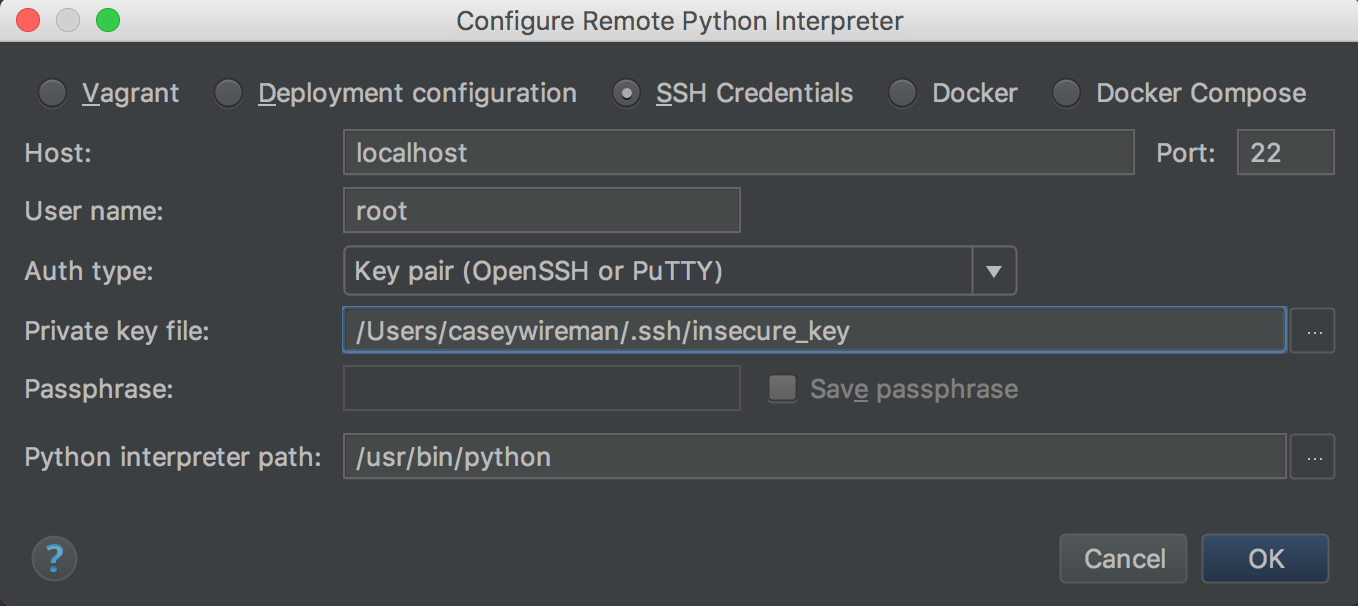 Configure Remote Python Interpreter
Vagrant Deployment configuration SSH Credentials Docker Docker Compose
Host: localhost Port: 22
User name: root
Auth type: Key pair (OpenSSH or PuTTY)
Private key file: /Users/caseywireman/.ssh/insecure_key ...
Passphrase: Save passphrase
Python interpreter path: /usr/bin/python ...
? Cancel OK